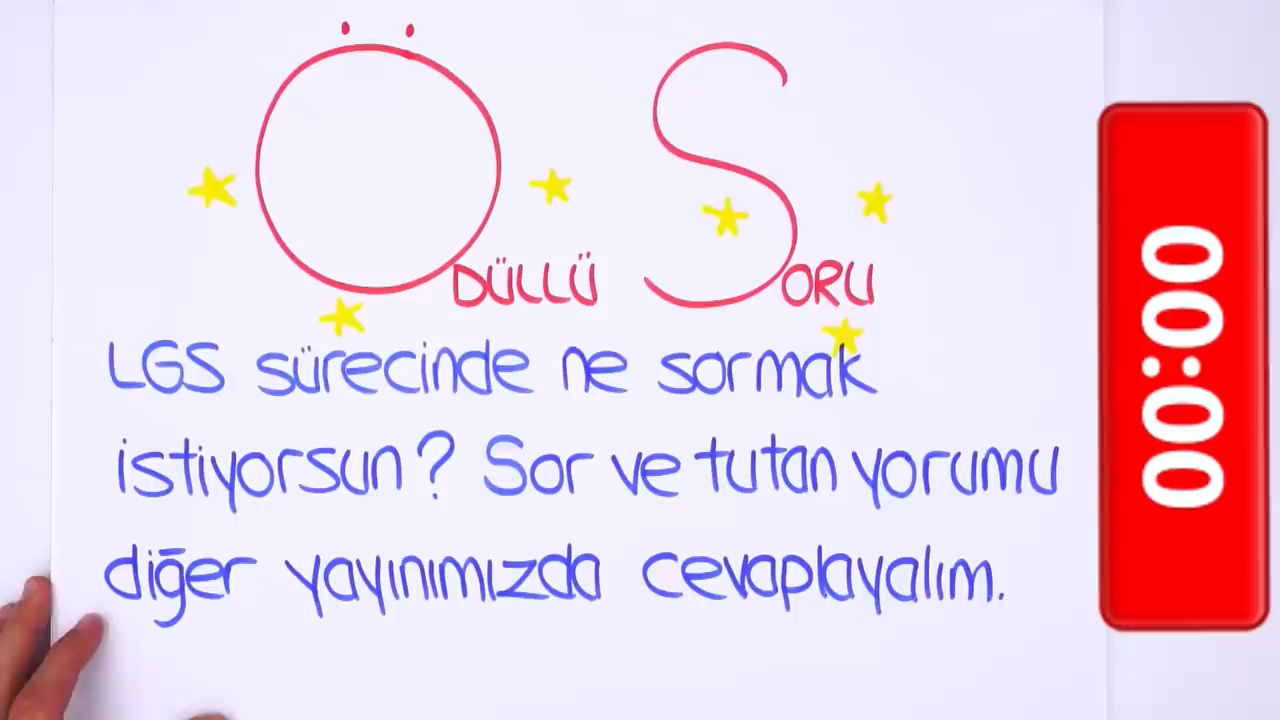 ÖDÜLLÜ SORU
LGS sürecinde ne sormak
istiyorsun? Sor ve tutan yorumu
diğer yayınımızda cevaplayalım.
00:00